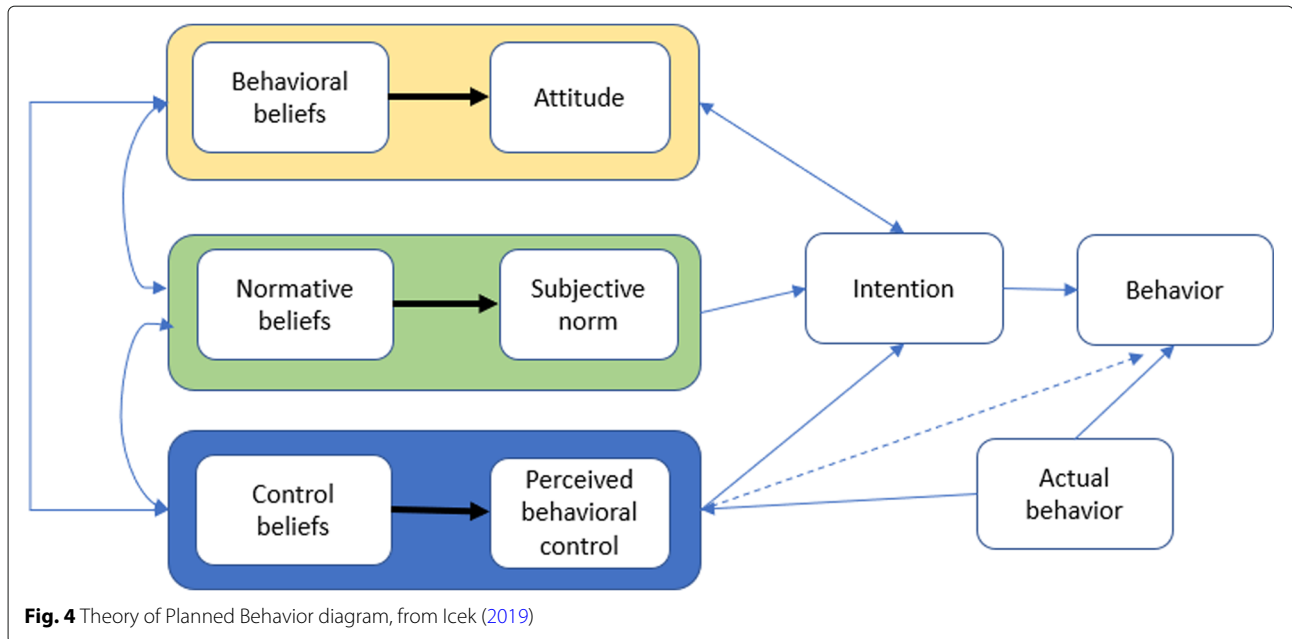 Behavioral
beliefs
Attitude
Normative
beliefs
Subjective
norm
Intention
Behavior
Control
beliefs
Perceived
behavioral
control
Actual
behavior
Fig. 4 Theory of Planned Behavior diagram, from Icek (2019)